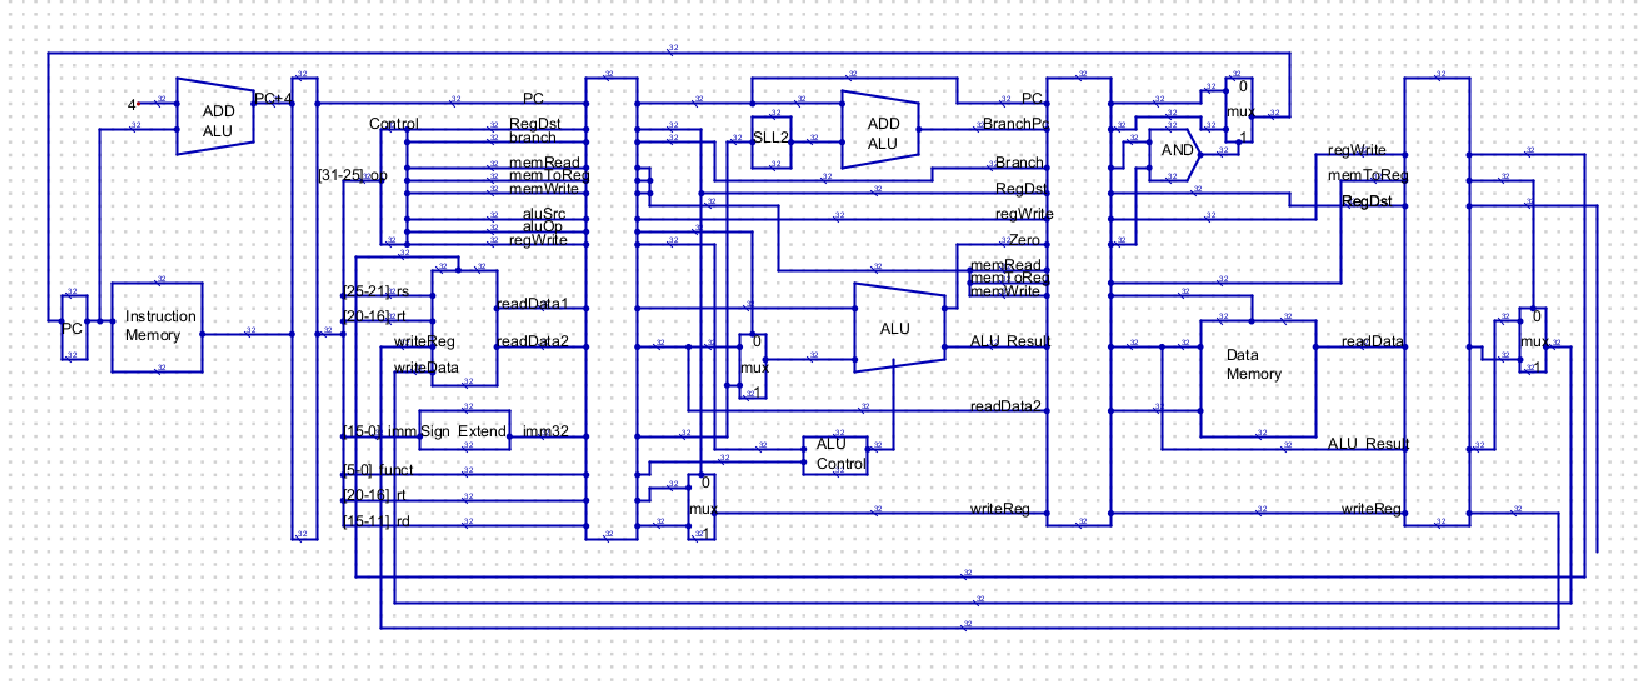 4
ADD
ALU
PC+4
PC
Instruction
Memory
Control
[31-25] op
[25-21] rs
[20-16] rt
writeReg
writeData
[15-0] imm
Sign Extend
imm32
[5-0] funct
[20-16] rt
[15-11] rd
PC
RegDst
branch
memRead
memToReg
memWrite
aluSrc
aluOp
regWrite
readData1
readData2
SLL2
ADD
ALU
ALU
0
mux
1
ALU
Control
0
mux
1
PC
BranchPc
Branch
RegDst
regWrite
Zero
memRead
memToReg
memWrite
ALU Result
readData2
writeReg
AND
0
mux
1
Data
Memory
regWrite
memToReg
RegDst
readData
ALU Result
writeReg
0
mux
1